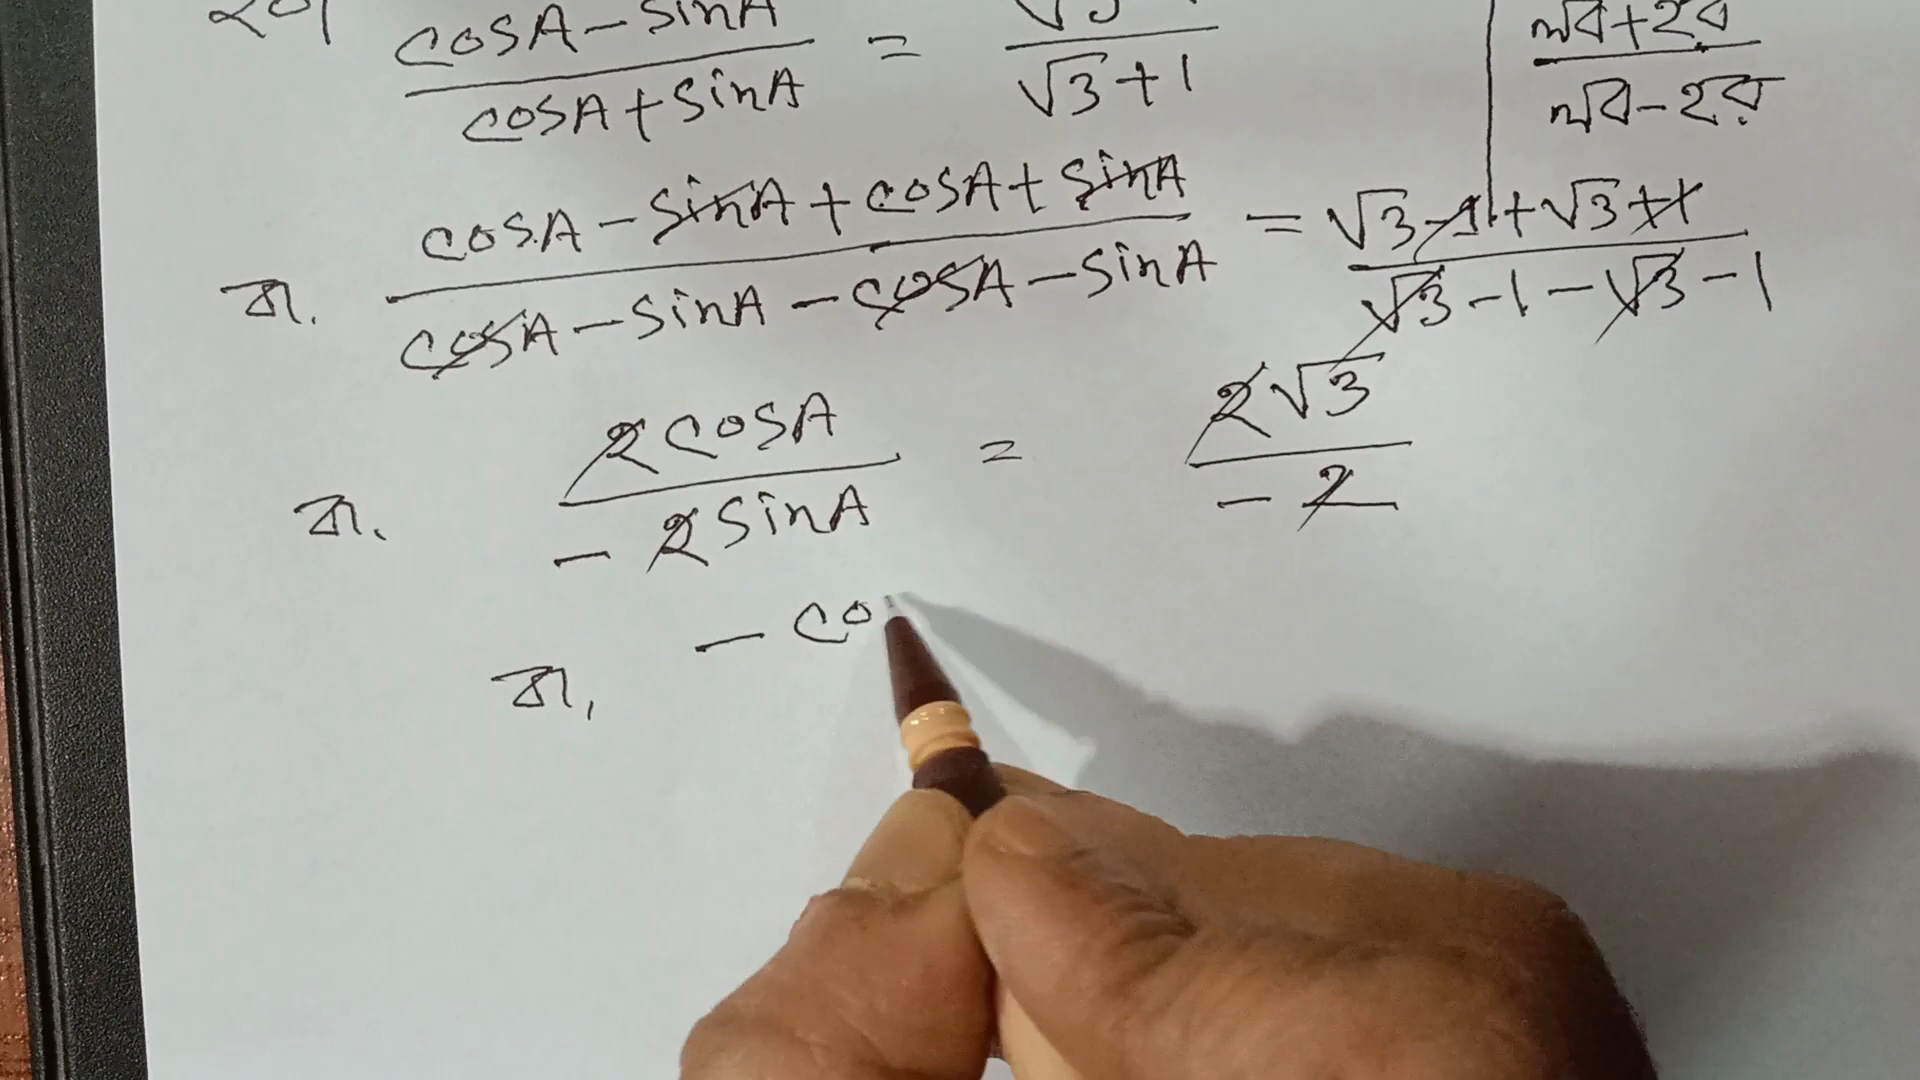 ২০। (cosA-sinA)/(cosA+sinA) = (√3-1)/(√3+1)
লব+হর/লব-হর
বা. (cosA-sinA+cosA+sinA)/(cosA-sinA-cosA-sinA) = (√3-1+√3+1)/(√3-1-√3-1)
বা. 2cosA/-2sinA = 2√3/-2
বা, -co